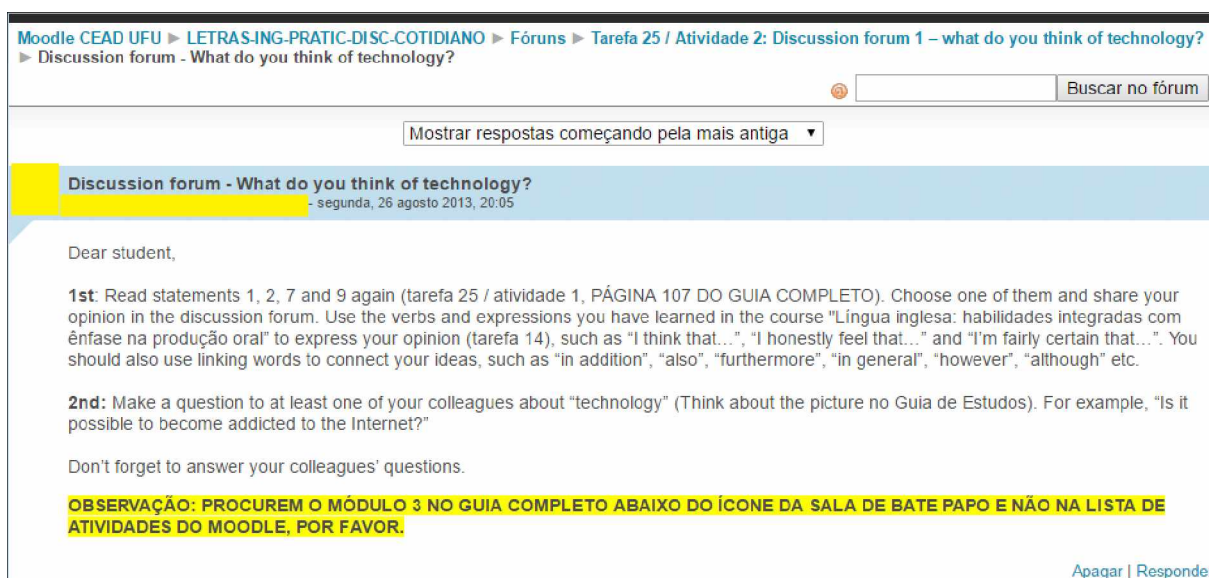 Moodle CEAD UFU ► LETRAS-ING-PRATIC-DISC-COTIDIANO ► Fóruns ► Tarefa 25 / Atividade 2: Discussion forum 1 – what do you think of technology?
► Discussion forum - What do you think of technology?
Buscar no fórum
Mostrar respostas começando pela mais antiga ▼
Discussion forum - What do you think of technology?
- segunda, 26 agosto 2013, 20:05
Dear student,
1st: Read statements 1, 2, 7 and 9 again (tarefa 25 / atividade 1, PÁGINA 107 DO GUIA COMPLETO). Choose one of them and share your
opinion in the discussion forum. Use the verbs and expressions you have learned in the course "Língua inglesa: habilidades integradas com
ênfase na produção oral” to express your opinion (tarefa 14), such as “I think that…”, “I honestly feel that…” and “I’m fairly certain that…”. You
should also use linking words to connect your ideas, such as “in addition”, “also”, “furthermore”, “in general”, “however”, “although” etc.
2nd: Make a question to at least one of your colleagues about “technology” (Think about the picture no Guia de Estudos). For example, “Is it
possible to become addicted to the Internet?”
Don’t forget to answer your colleagues’ questions.
OBSERVAÇÃO: PROCUREM O MÓDULO 3 NO GUIA COMPLETO ABAIXO DO ÍCONE DA SALA DE BATE PAPO E NÃO NA LISTA DE
ATIVIDADES DO MOODLE, POR FAVOR.
Apagar | Responder